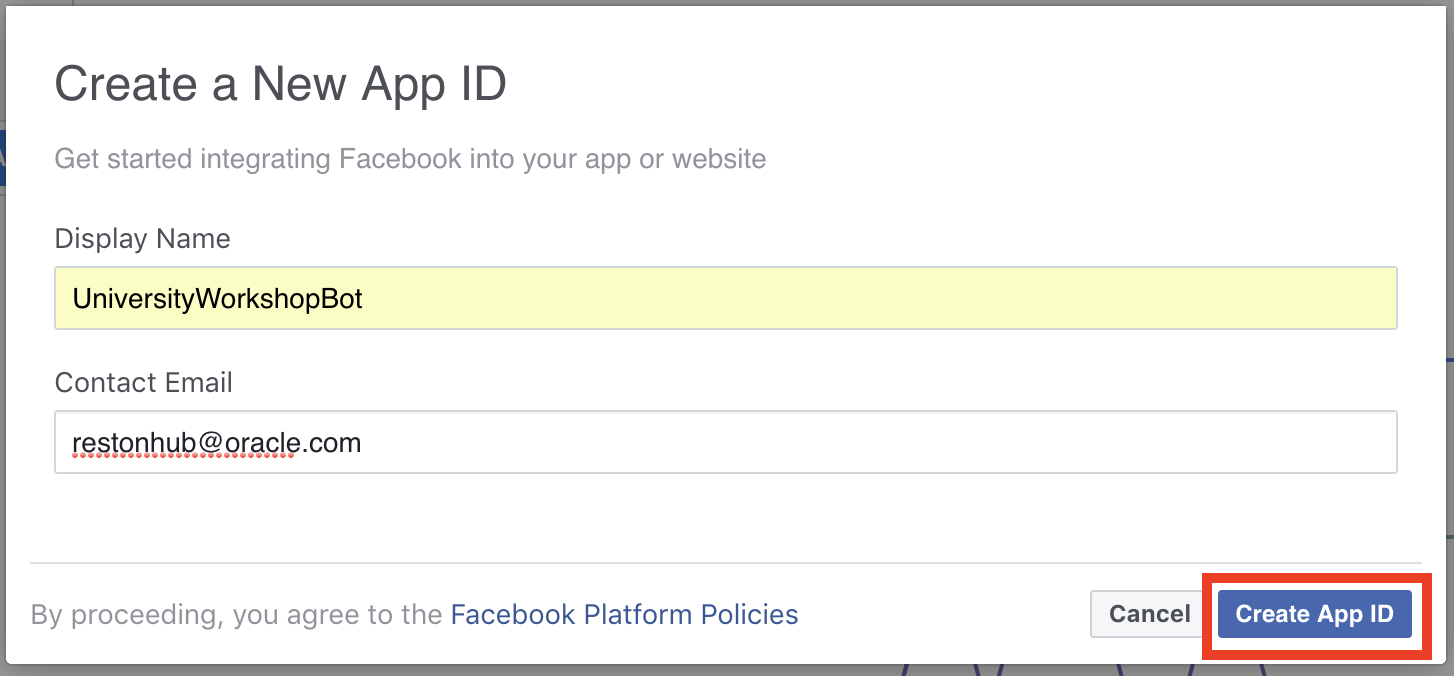 Create a New App ID
Get started integrating Facebook into your app or website
Display Name
UniversityWorkshopBot
Contact Email
restonhub@oracle.com
By proceeding, you agree to the Facebook Platform Policies
Cancel
Create App ID